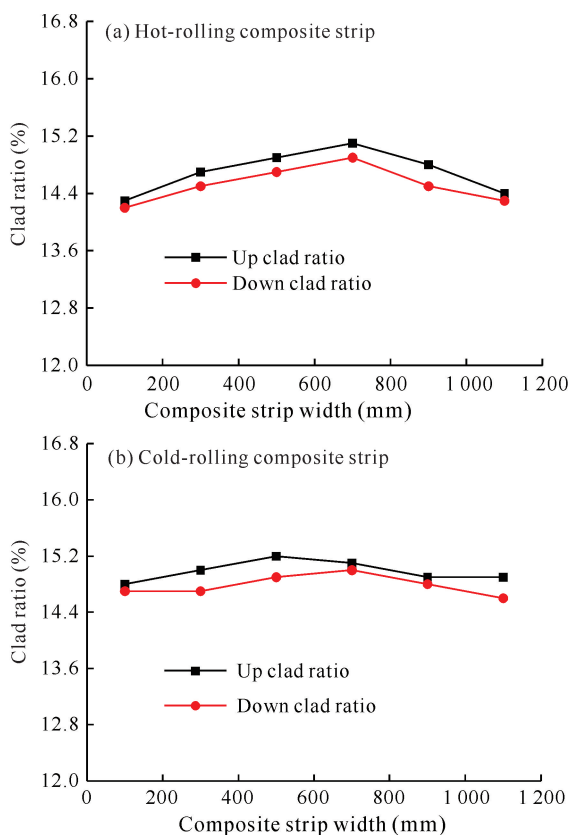 (a) Hot-rolling composite strip
16.8
16.0
15.2
14.4
13.6
12.8
12.0
Clad ratio (%)
Up clad ratio
Down clad ratio
0 200 400 600 800 1 000 1 200
Composite strip width (mm)
(b) Cold-rolling composite strip
16.8
16.0
15.2
14.4
13.6
12.8
12.0
Clad ratio (%)
Up clad ratio
Down clad ratio
0 200 400 600 800 1 000 1 200
Composite strip width (mm)